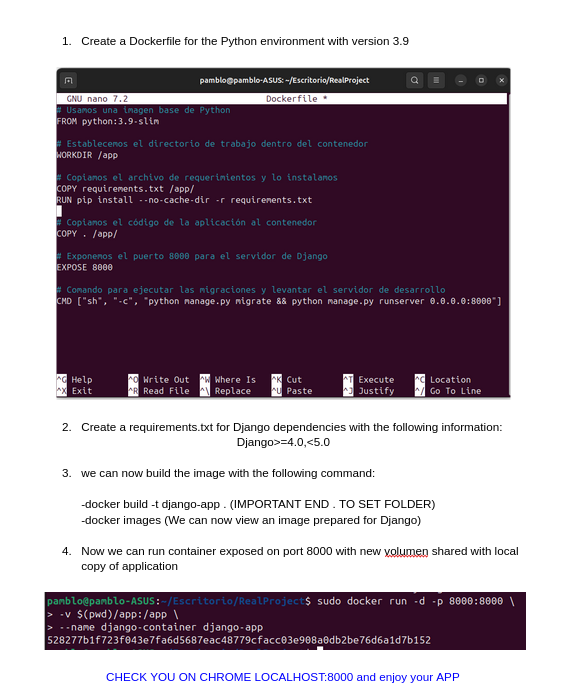 1. Create a Dockerfile for the Python environment with version 3.9
pamblo@pamblo-ASUS: ~/Escritorio/RealProject
GNU nano 7.2 Dockerfile *
# Usamos una imagen base de Python
FROM python:3.9-slim
# Establecemos el directorio de trabajo dentro del contenedor
WORKDIR /app
# Copiamos el archivo de requerimientos y lo instalamos
COPY requirements.txt /app/
RUN pip install --no-cache-dir -r requirements.txt
# Copiamos el código de la aplicación al contenedor
COPY . /app/
# Exponemos el puerto 8000 para el servidor de Django
EXPOSE 8000
# Comando para ejecutar las migraciones y levantar el servidor de desarrollo
CMD ["sh", "-c", "python manage.py migrate && python manage.py runserver 0.0.0.0:8000"]
^G Help ^O Write Out ^W Where Is ^K Cut ^T Execute ^C Location
^X Exit ^R Read File ^\ Replace ^U Paste ^J Justify ^/ Go To Line
2. Create a requirements.txt for Django dependencies with the following information:
Django>=4.0,<5.0
3. we can now build the image with the following command:
-docker build -t django-app . (IMPORTANT END . TO SET FOLDER)
-docker images (We can now view an image prepared for Django)
4. Now we can run container exposed on port 8000 with new volumen shared with local
copy of application
pamblo@pamblo-ASUS:~/Escritorio/RealProject$ sudo docker run -d -p 8000:8000 \
> -v $(pwd)/app:/app \
> --name django-container django-app
528277b1f723f043e7fa6d5687eac48779cfacc03e908a0db2be76d6a1d7b152
CHECK YOU ON CHROME LOCALHOST:8000 and enjoy your APP